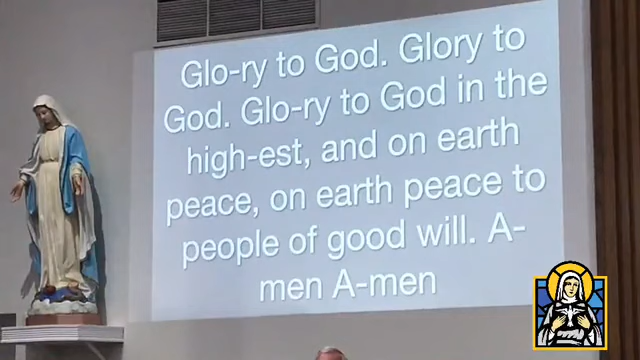 Glo-ry to God. Glory to
God. Glo-ry to God in the
high-est, and on earth
peace, on earth peace to
people of good will. A-
men A-men